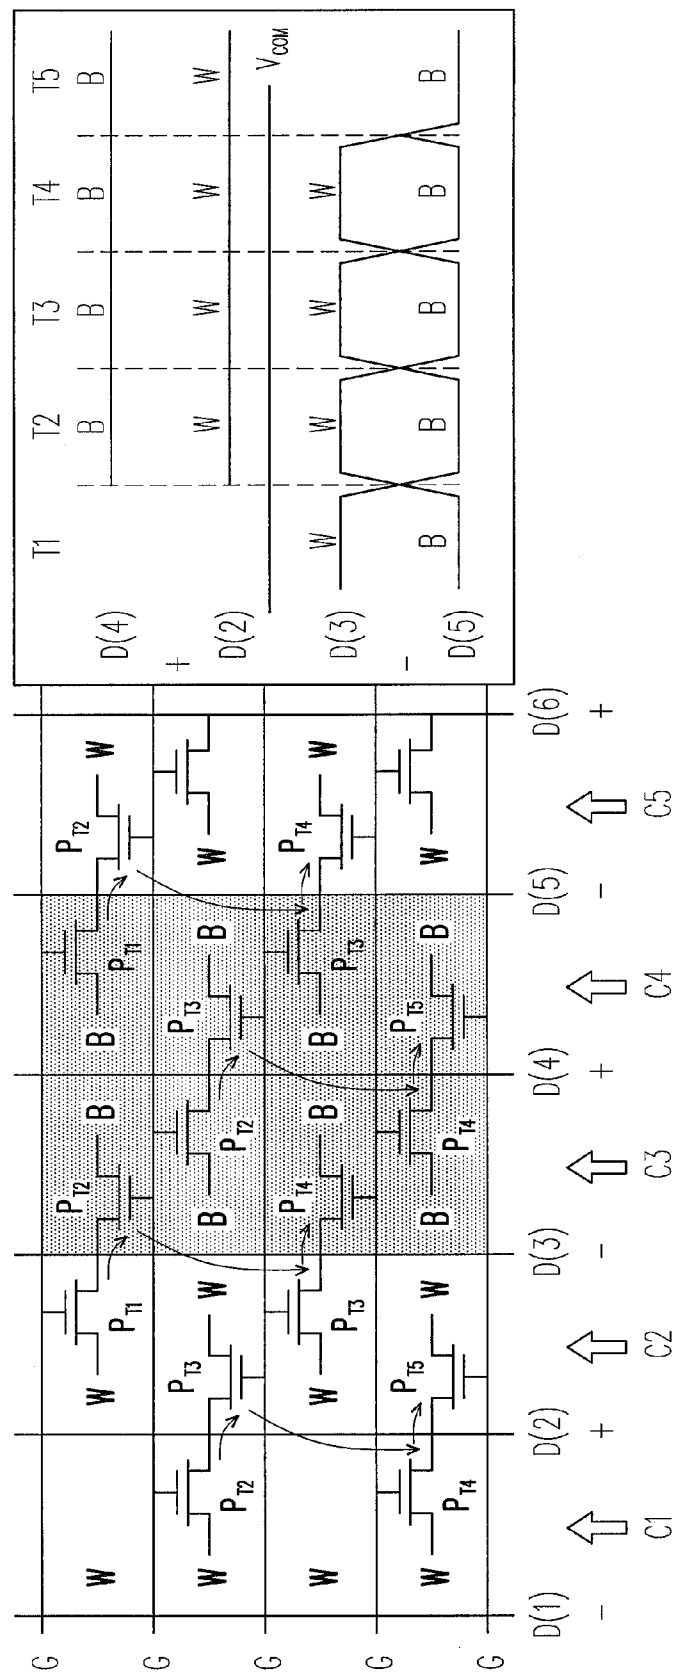 G
W W P_T1 P_T2 B B P_T1 P_T2 W
G
W P_T2 P_T3 W B P_T2 P_T3 B W
G
W W P_T3 P_T4 B B P_T3 P_T4 W
G
W P_T4 P_T5 W B P_T4 P_T5 B W
G
D(1) D(2) D(3) D(4) D(5) D(6)
- + - + - +
C1 C2 C3 C4 C5
T1 T2 T3 T4 T5
B B B B
D(4)
+
W W W W
D(2)
V_COM
W W W W
D(3)
-
B B B B B
D(5)